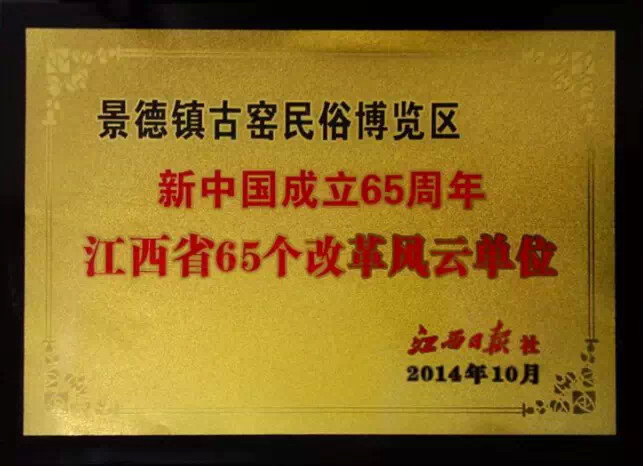 景德镇古窑民俗博览区
新中国成立65周年
江西省65个改革风云单位
江西日报社
2014年10月